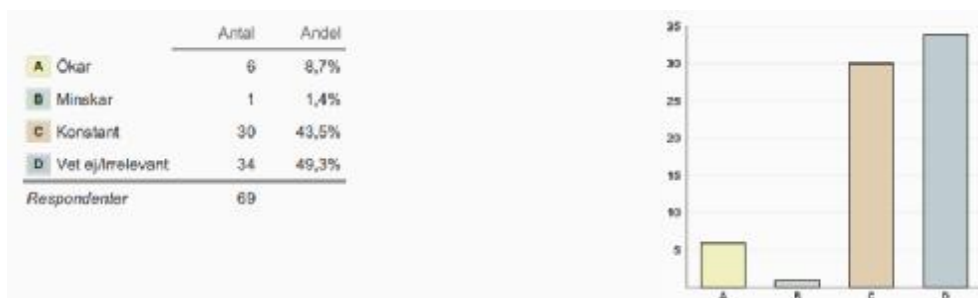 Antal Andel
A Ökar 6 8,7%
B Minskar 1 1,4%
C Konstant 30 43,5%
D Vet ej/Irrelevant 34 49,3%
Respondenter 69
35
30
25
20
15
10
5
A B C D